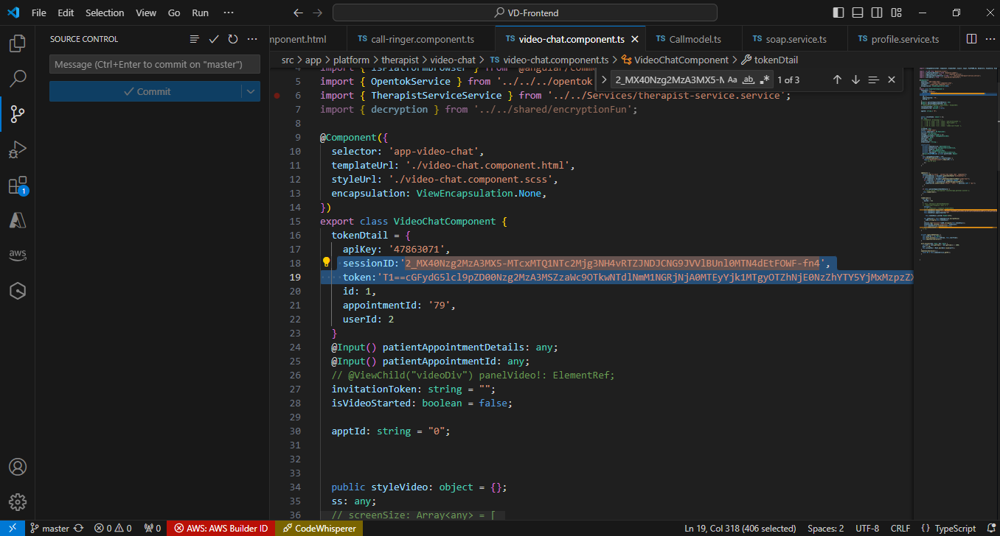 File Edit Selection View Go Run ··· VD-Frontend
SOURCE CONTROL
mponent.html TS call-ringer.component.ts TS video-chat.component.ts TS Callmodel.ts TS soap.service.ts TS profile.service.ts
src > app > platform > therapist > video-chat > TS video-chat.component.ts > VideoChatComponent > tokenDtail
Message (Ctrl+Enter to commit on "master")
Commit
2_MX40Nzg2MzA3MX5-M Aa ab 1 of 3
5 import { OpentokService } from '../../../opentok
6 import { TherapistServiceService } from '../../Services/therapist-service.service';
7 import { decryption } from '../../shared/encryptionFun';
8
9 @Component({
10 selector: 'app-video-chat',
11 templateUrl: './video-chat.component.html',
12 styleUrl: './video-chat.component.scss',
13 encapsulation: ViewEncapsulation.None,
14 })
15 export class VideoChatComponent {
16 tokenDtail = {
17 apiKey: '47863071',
18 sessionID:'2_MX40Nzg2MzA3MX5-MTcxMTQ1NTc2Mjg3NH4vRTZJNDJCNG9JVVlBUnl0MTN4dEtFOWF-fn4',
19 token:'T1==cGFydG5lcl9pZD00Nzg2MzA3MSZzaWc9OTkwNTdlNmM1NGRjNjA0MTEyYjk1MTgyOTZhNjE0NzZhYTY5YjMxMzpzZX
20 id: 1,
21 appointmentId: '79',
22 userId: 2
23 }
24 @Input() patientAppointmentDetails: any;
25 @Input() patientAppointmentId: any;
26 // @ViewChild("videoDiv") panelVideo!: ElementRef;
27 invitationToken: string = "";
28 isVideoStarted: boolean = false;
29
30 apptId: string = "0";
31
32
33
34 public styleVideo: object = {};
35 ss: any;
36 // screenSize: Array<any> = [
1
aws
master 0 0 0 AWS: AWS Builder ID CodeWhisperer Ln 19, Col 318 (406 selected) Spaces: 2 UTF-8 CRLF {} TypeScript